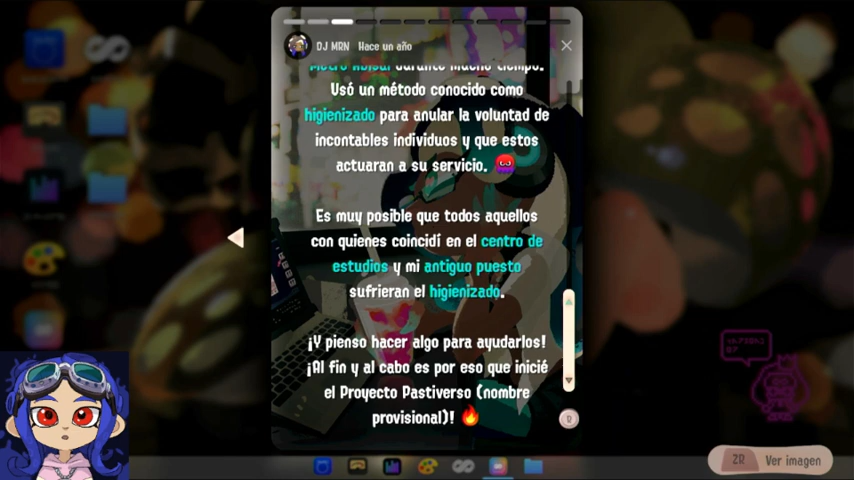 DJ MRN Hace un año
Metro Abisal durante mucho tiempo.
Usó un método conocido como
higienizado para anular la voluntad de
incontables individuos y que estos
actuaran a su servicio.
Es muy posible que todos aquellos
con quienes coincidí en el centro de
estudios y mi antiguo puesto
sufrieran el higienizado.
¡Y pienso hacer algo para ayudarlos!
¡Al fin y al cabo es por eso que inicié
el Proyecto Pastiverso (nombre
provisional)!
R
ZR Ver imagen